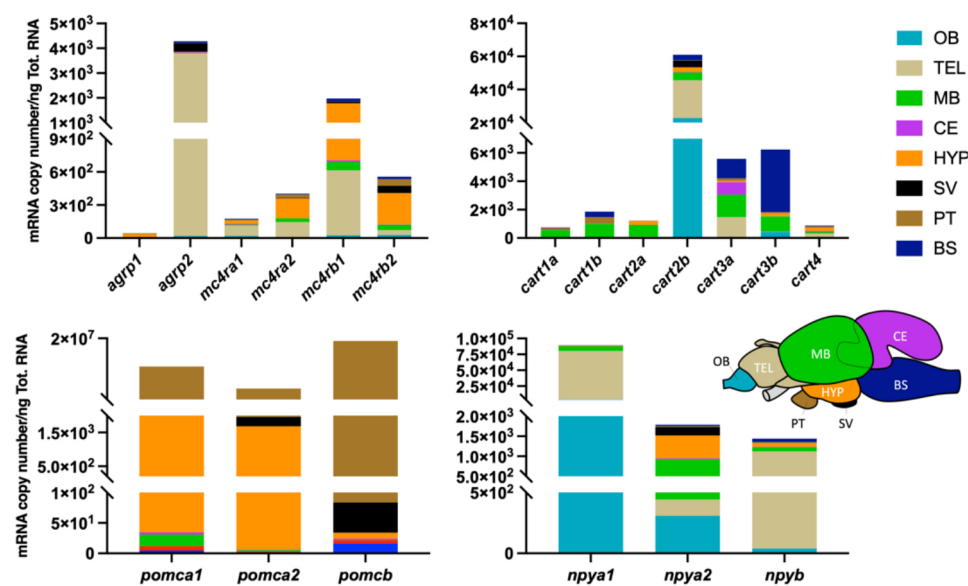 mRNA copy number/ng Tot. RNA
5×10³
4×10³
3×10³
2×10³
1×10³
9×10²
6×10²
3×10²
0
agrp1 agrp2 mc4ra1 mc4ra2 mc4rb1 mc4rb2
8×10⁴
6×10⁴
4×10⁴
2×10⁴
6×10³
4×10³
2×10³
0
cart1a cart1b cart2a cart2b cart3a cart3b cart4
OB
TEL
MB
CE
HYP
SV
PT
BS
mRNA copy number/ng Tot. RNA
2×10⁷
1.5×10³
5.0×10²
1×10²
5×10¹
0
pomca1 pomca2 pomcb
1.0×10⁵
7.5×10⁴
5.0×10⁴
2.5×10⁴
2.0×10³
1.5×10³
1.0×10³
5.0×10²
5×10²
0
npya1 npya2 npyb
OB TEL MB CE
HYP BS
PT SV